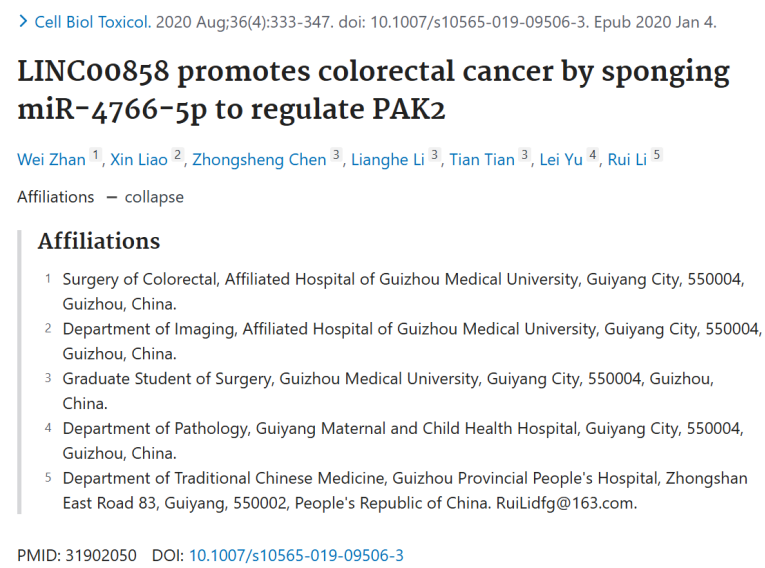 Cell Biol Toxicol. 2020 Aug;36(4):333-347. doi: 10.1007/s10565-019-09506-3. Epub 2020 Jan 4.
LINC00858 promotes colorectal cancer by sponging
miR-4766-5p to regulate PAK2
Wei Zhan 1, Xin Liao 2, Zhongsheng Chen 3, Lianghe Li 3, Tian Tian 3, Lei Yu 4, Rui Li 5
Affiliations — collapse
Affiliations
1 Surgery of Colorectal, Affiliated Hospital of Guizhou Medical University, Guiyang City, 550004,
Guizhou, China.
2 Department of Imaging, Affiliated Hospital of Guizhou Medical University, Guiyang City, 550004,
Guizhou, China.
3 Graduate Student of Surgery, Guizhou Medical University, Guiyang City, 550004, Guizhou,
China.
4 Department of Pathology, Guiyang Maternal and Child Health Hospital, Guiyang City, 550004,
Guizhou, China.
5 Department of Traditional Chinese Medicine, Guizhou Provincial People's Hospital, Zhongshan
East Road 83, Guiyang, 550002, People's Republic of China. RuiLidfg@163.com.
PMID: 31902050 DOI: 10.1007/s10565-019-09506-3